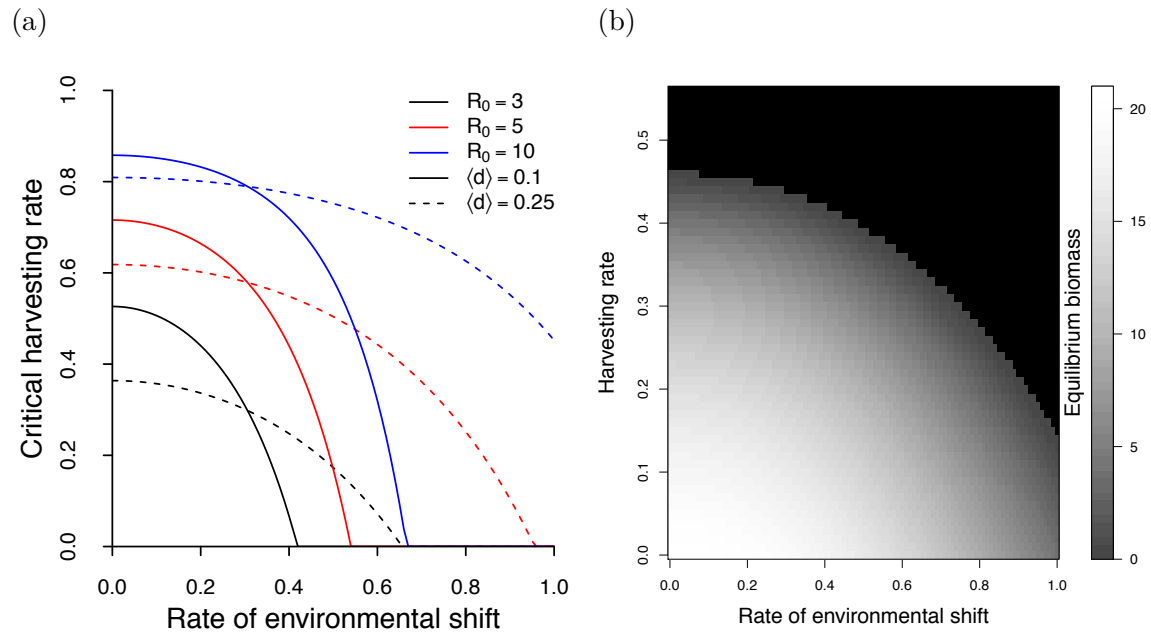 (a)
Critical harvesting rate
1.0
0.8
0.6
0.4
0.2
0.0
R₀ = 3
R₀ = 5
R₀ = 10
⟨d⟩ = 0.1
⟨d⟩ = 0.25
0.0 0.2 0.4 0.6 0.8 1.0
Rate of environmental shift
(b)
Harvesting rate
0.5
0.4
0.3
0.2
0.1
0.0
0.0 0.2 0.4 0.6 0.8 1.0
Rate of environmental shift
Equilibrium biomass
20
15
10
5
0